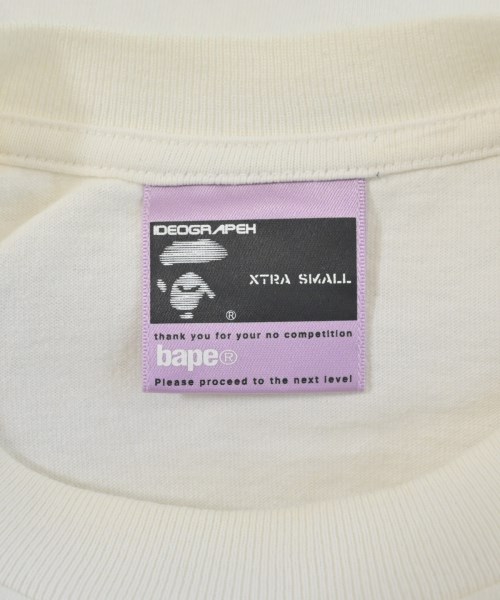 IDEOGRAPEH
XTRA SMALL
®
thank you for your no competition
bape®
Please proceed to the next level